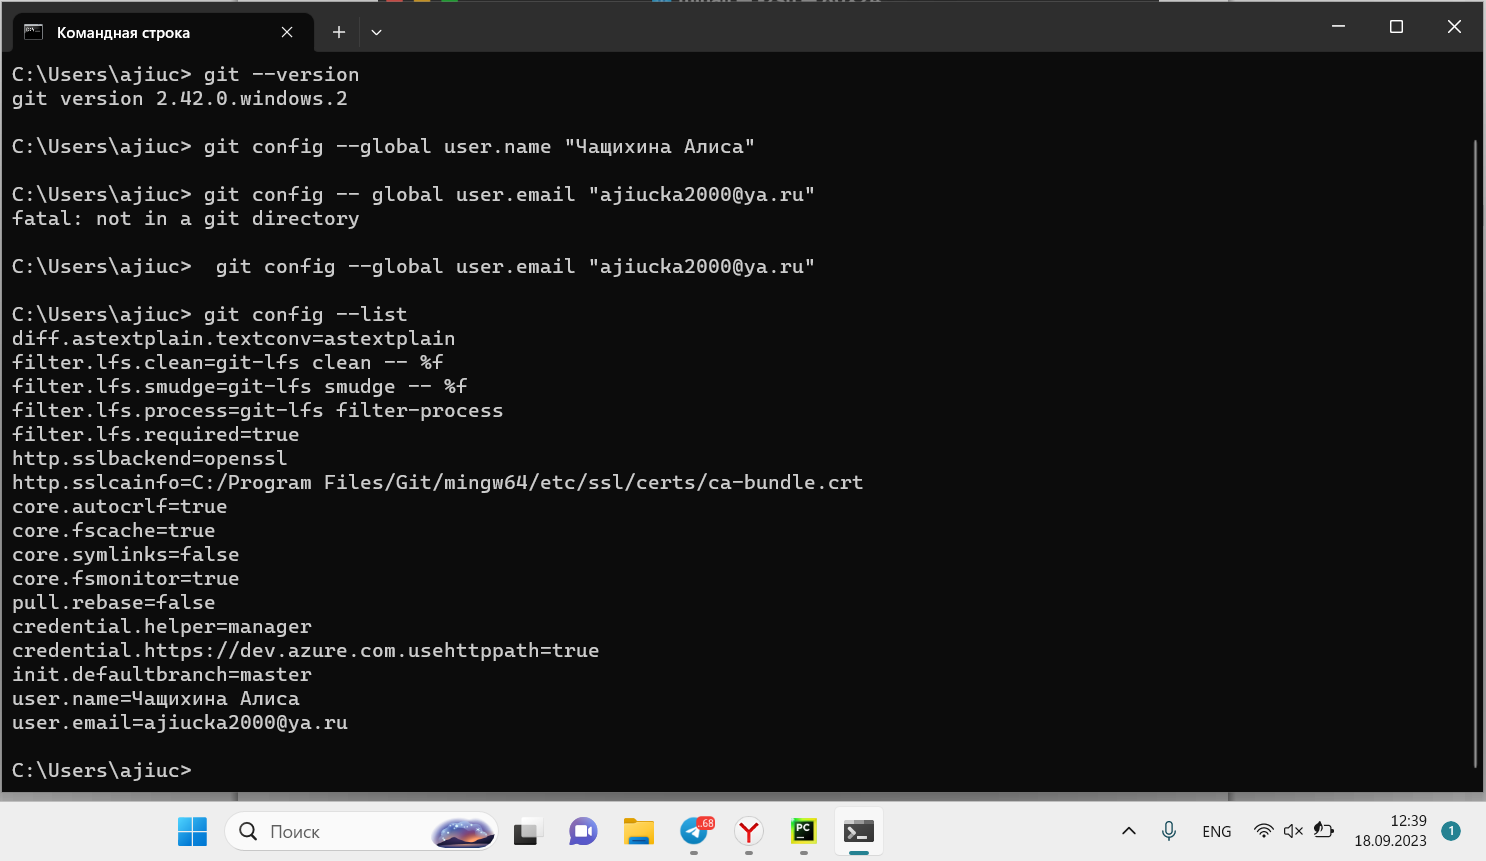 Командная строка
C:\Users\ajiuc> git --version
git version 2.42.0.windows.2
C:\Users\ajiuc> git config --global user.name "Чащихина Алиса"
C:\Users\ajiuc> git config -- global user.email "ajiucka2000@ya.ru"
fatal: not in a git directory
C:\Users\ajiuc>  git config --global user.email "ajiucka2000@ya.ru"
C:\Users\ajiuc> git config --list
diff.astextplain.textconv=astextplain
filter.lfs.clean=git-lfs clean -- %f
filter.lfs.smudge=git-lfs smudge -- %f
filter.lfs.process=git-lfs filter-process
filter.lfs.required=true
http.sslbackend=openssl
http.sslcainfo=C:/Program Files/Git/mingw64/etc/ssl/certs/ca-bundle.crt
core.autocrlf=true
core.fscache=true
core.symlinks=false
core.fsmonitor=true
pull.rebase=false
credential.helper=manager
credential.https://dev.azure.com.usehttppath=true
init.defaultbranch=master
user.name=Чащихина Алиса
user.email=ajiucka2000@ya.ru
C:\Users\ajiuc>
Поиск
..68
PC
ENG
12:39
18.09.2023
1